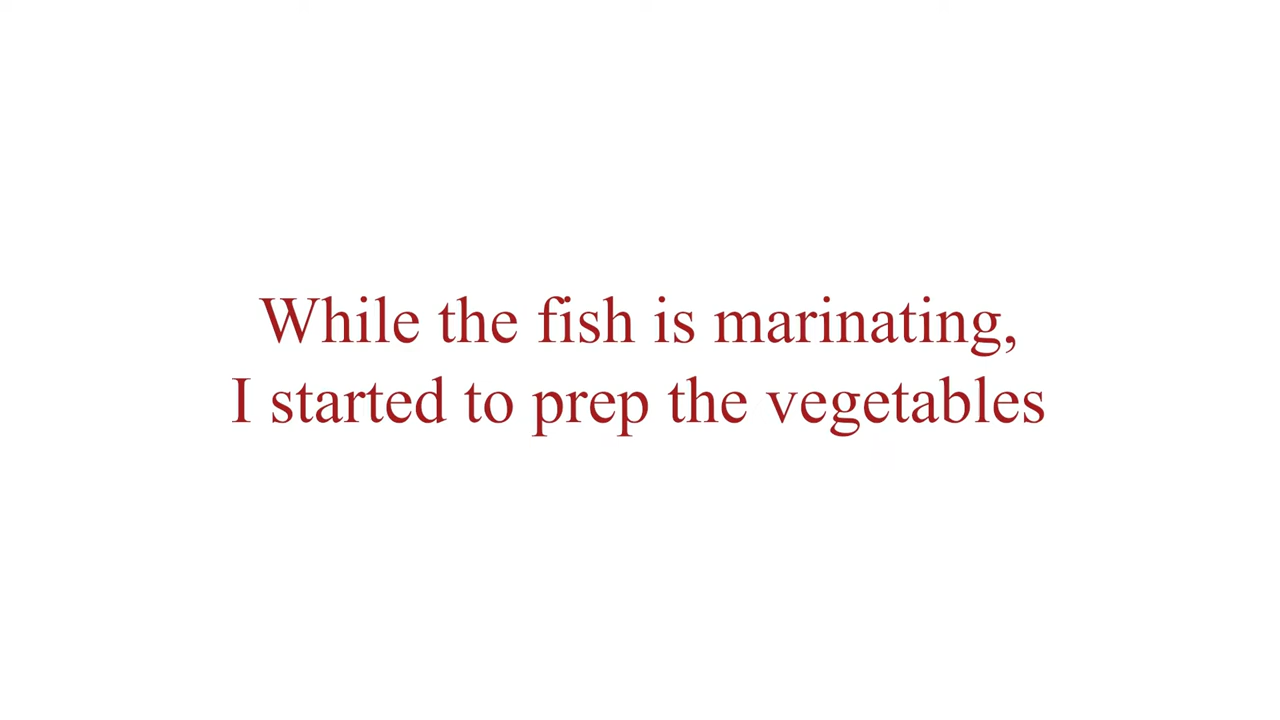 While the fish is marinating,
I started to prep the vegetables